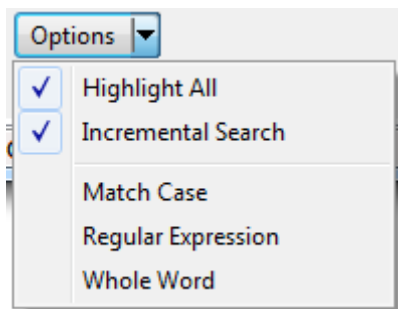 Options
Highlight All
Incremental Search
Match Case
Regular Expression
Whole Word